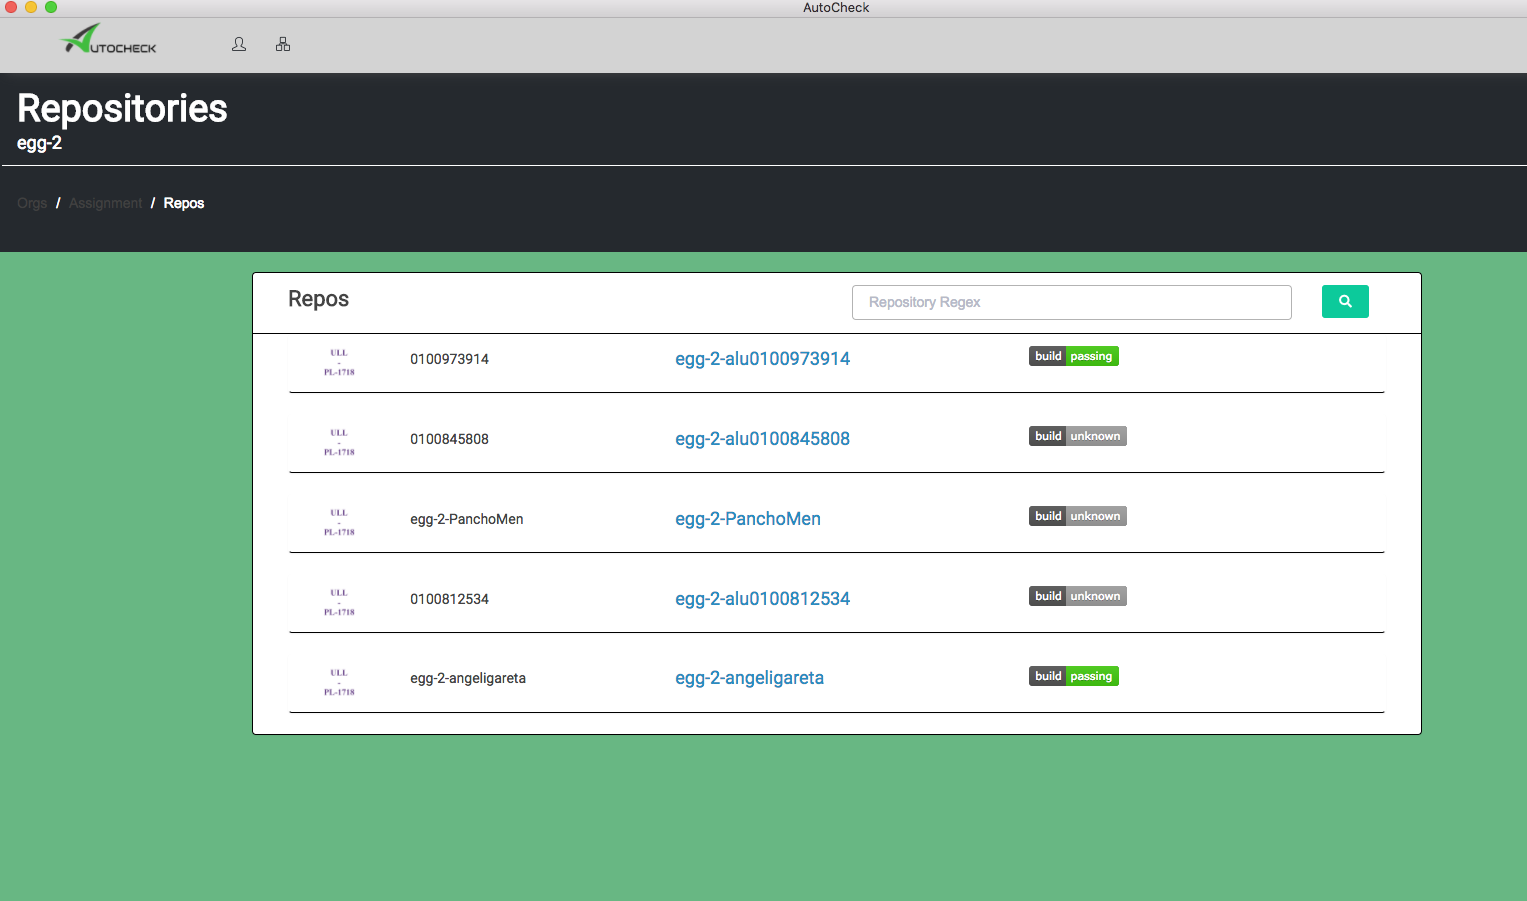 AutoCheck
AUTOCHECK
Repositories
egg-2
Orgs / Assignment / Repos
Repos
Repository Regex
ULL
-
PL-1718
0100973914
egg-2-alu0100973914
build passing
ULL
-
PL-1718
0100845808
egg-2-alu0100845808
build unknown
ULL
-
PL-1718
egg-2-PanchoMen
egg-2-PanchoMen
build unknown
ULL
-
PL-1718
0100812534
egg-2-alu0100812534
build unknown
ULL
-
PL-1718
egg-2-angeligareta
egg-2-angeligareta
build passing